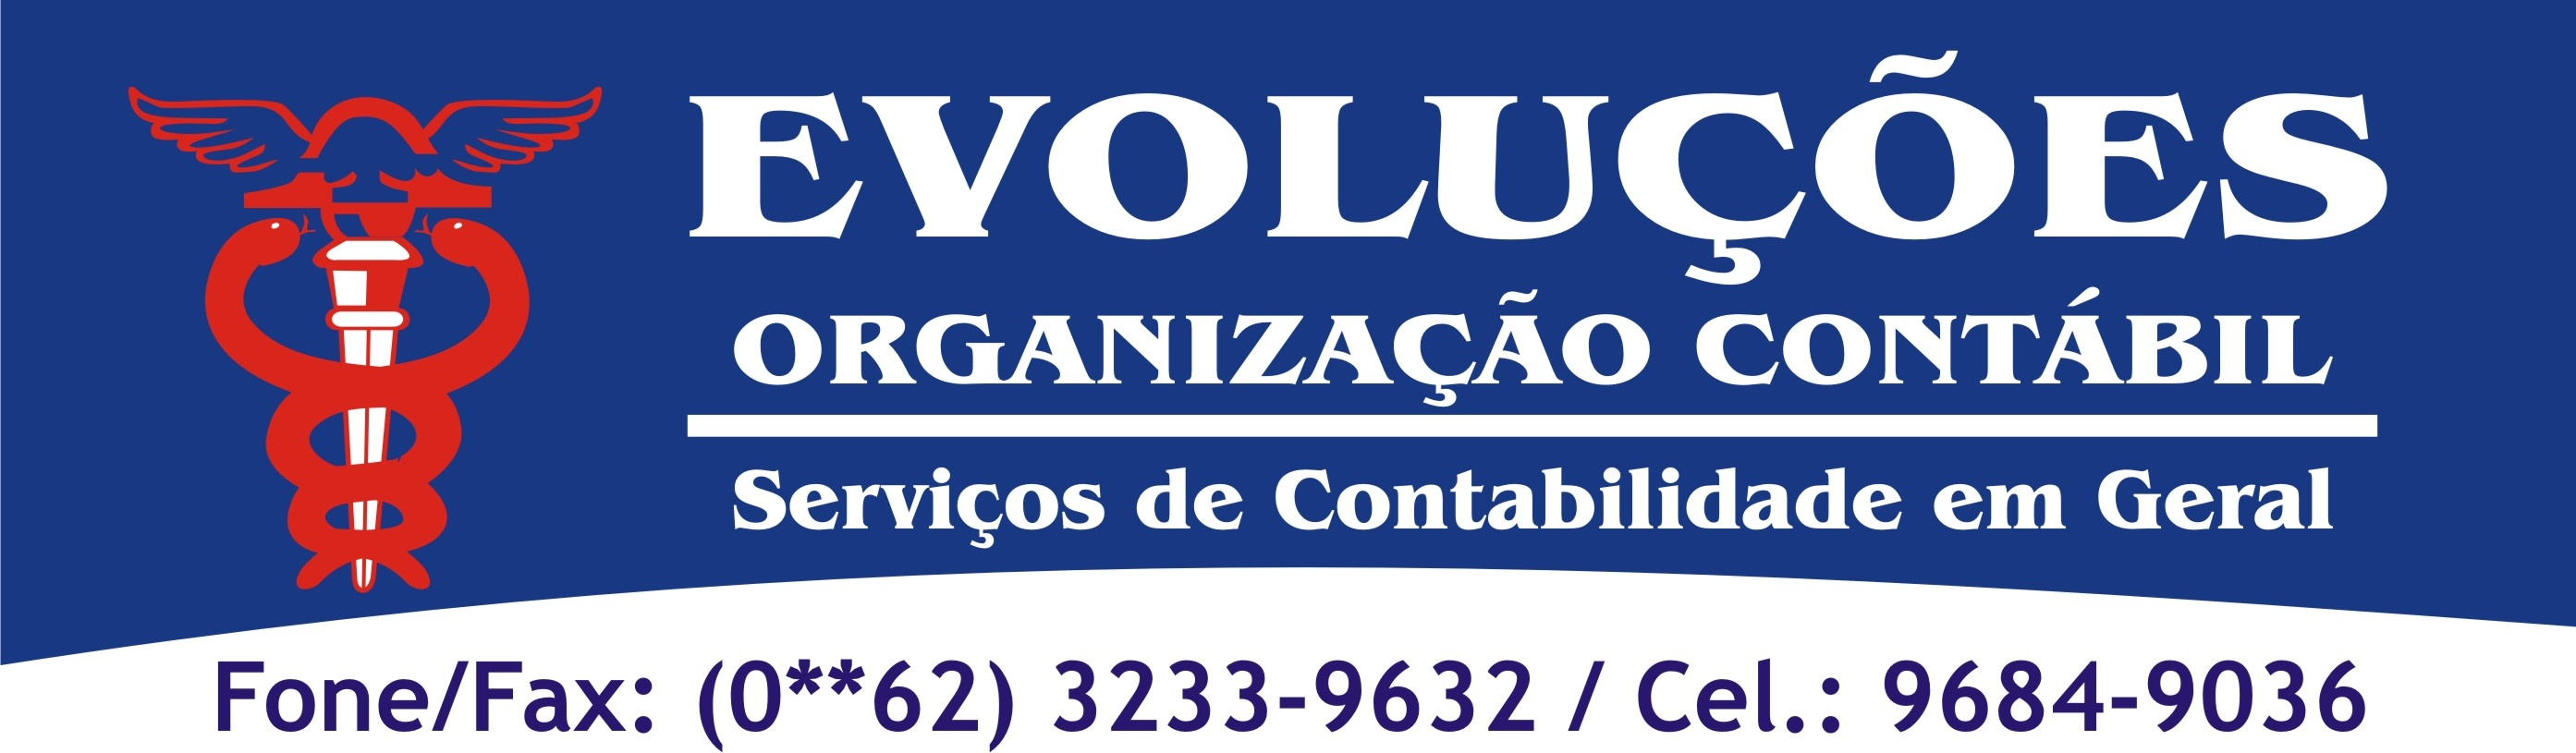 EVOLUÇÕES
ORGANIZAÇÃO CONTÁBIL
Serviços de Contabilidade em Geral
Fone/Fax: (0**62) 3233-9632 / Cel.: 9684-9036